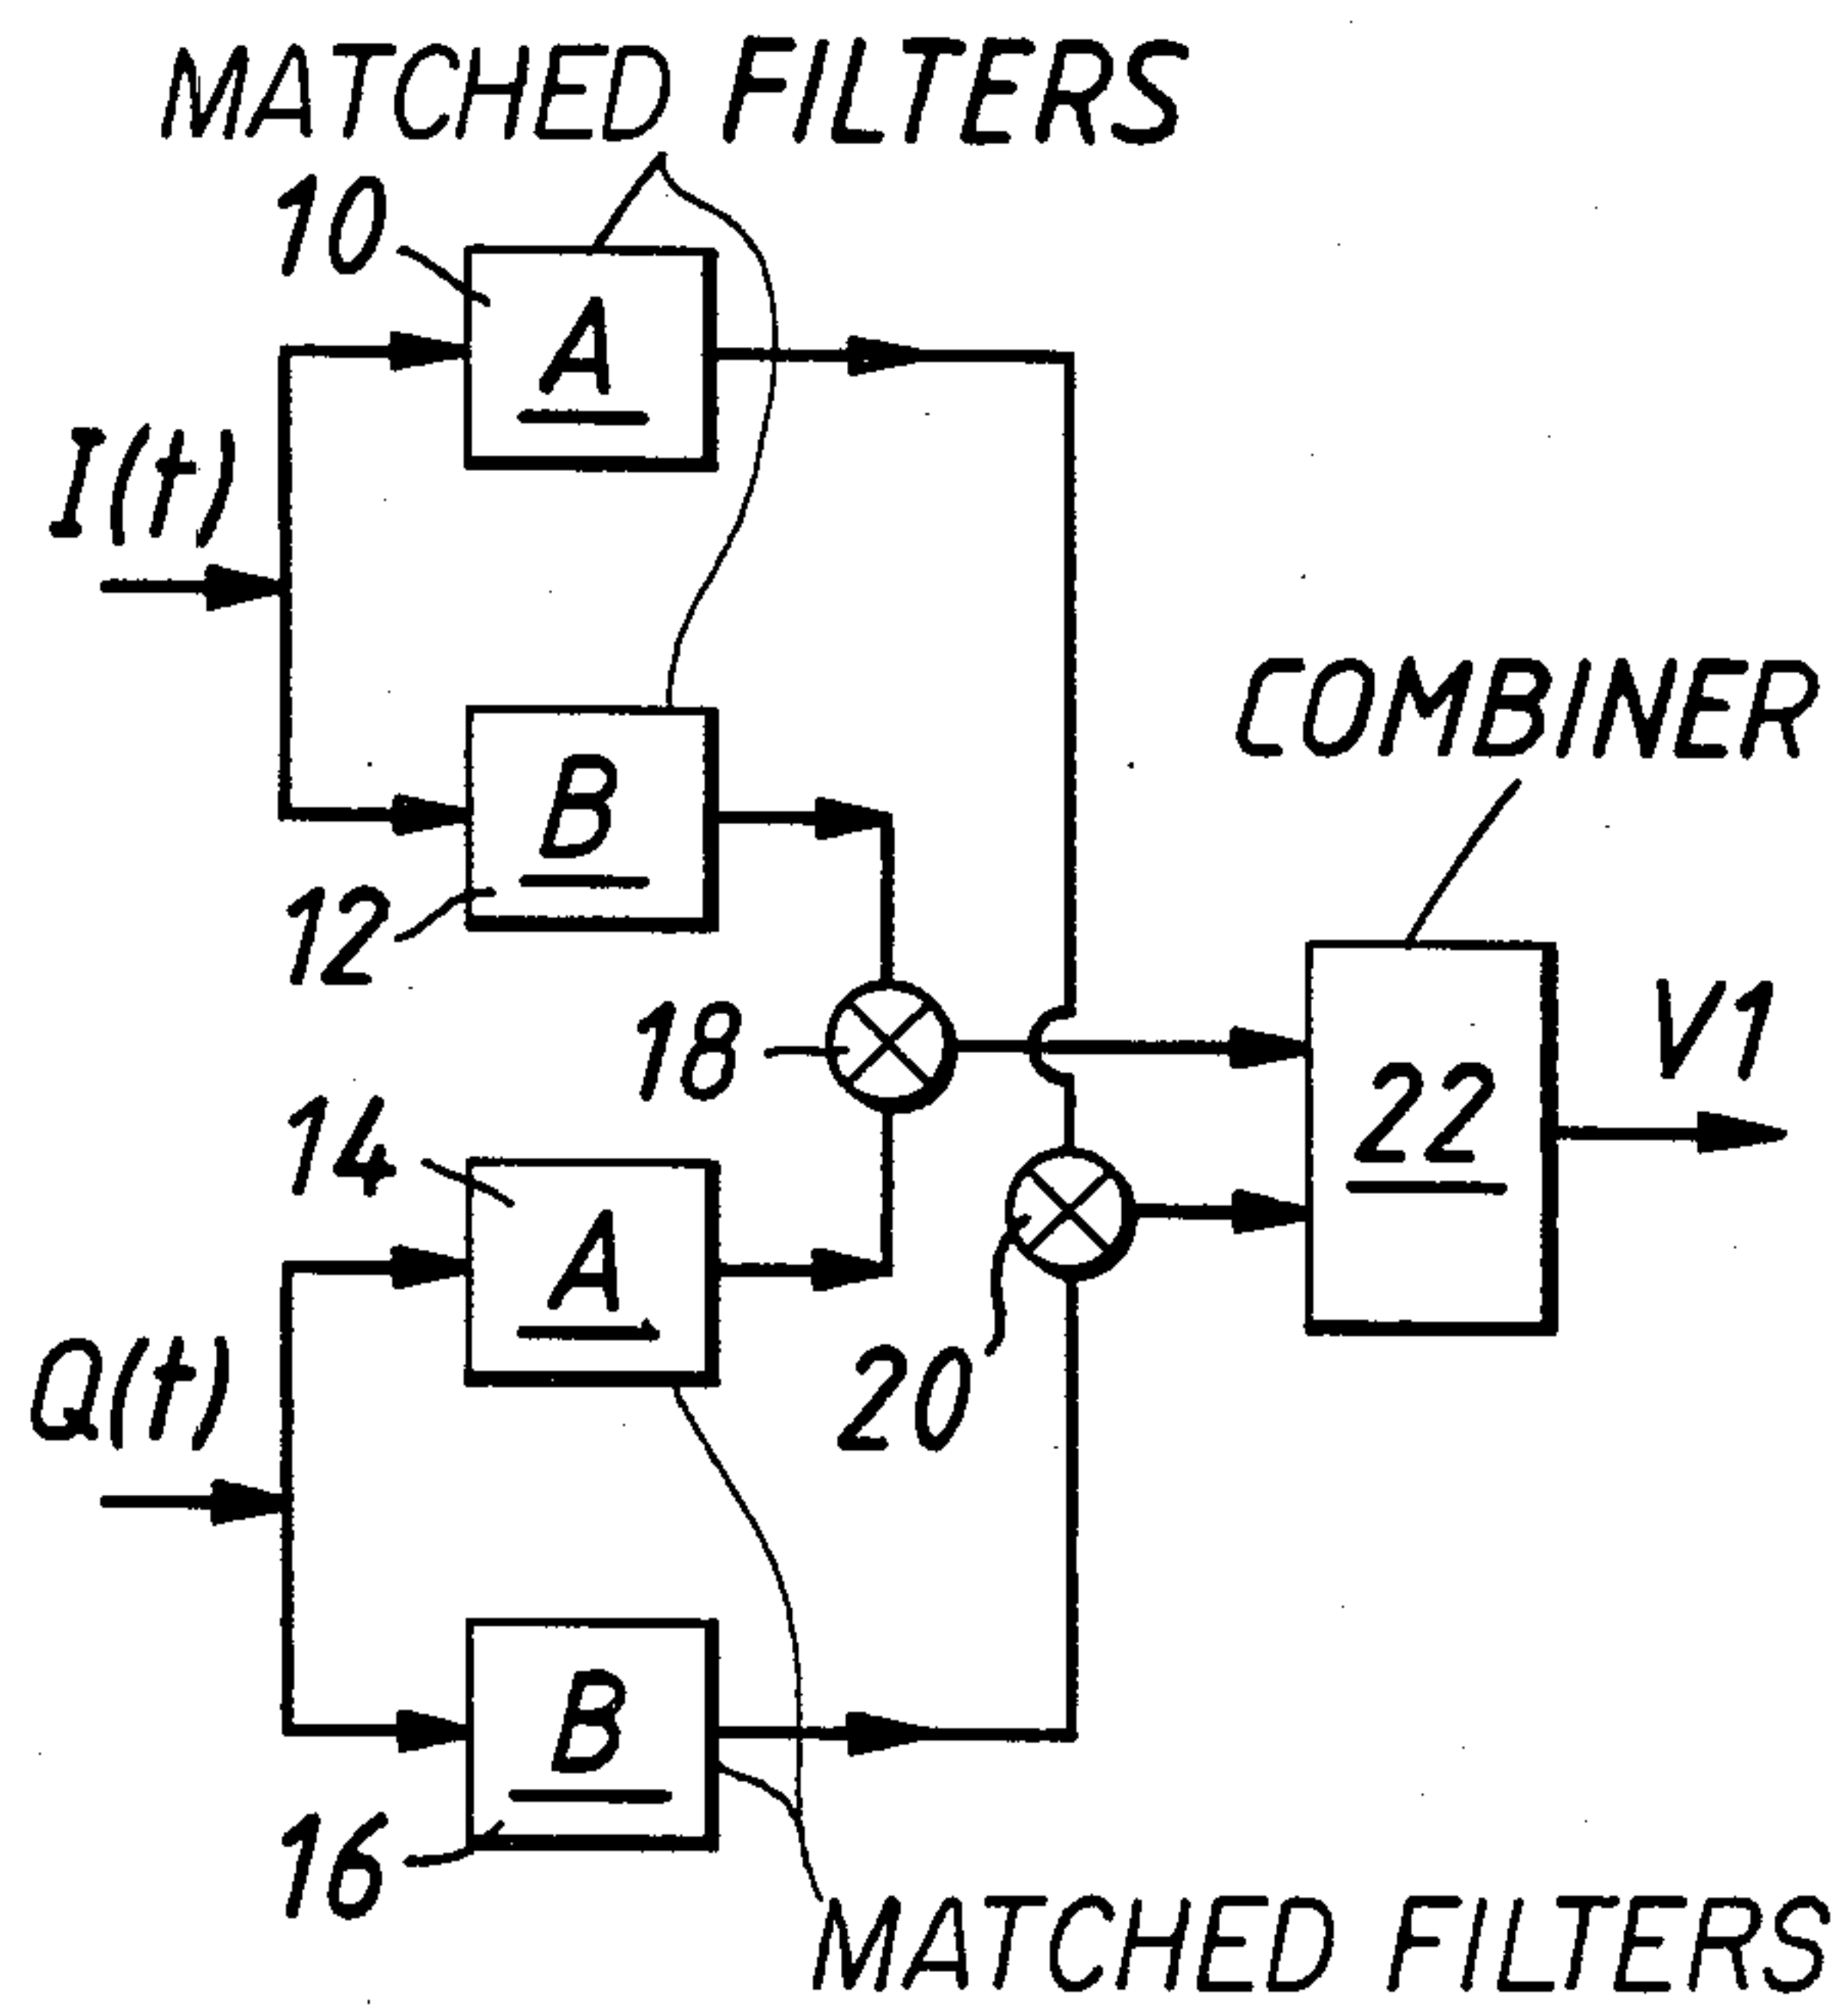 MATCHED FILTERS
10
A
I(t)
B
12
COMBINER
18
V1
22
14
A
20
Q(t)
B
16
MATCHED FILTERS